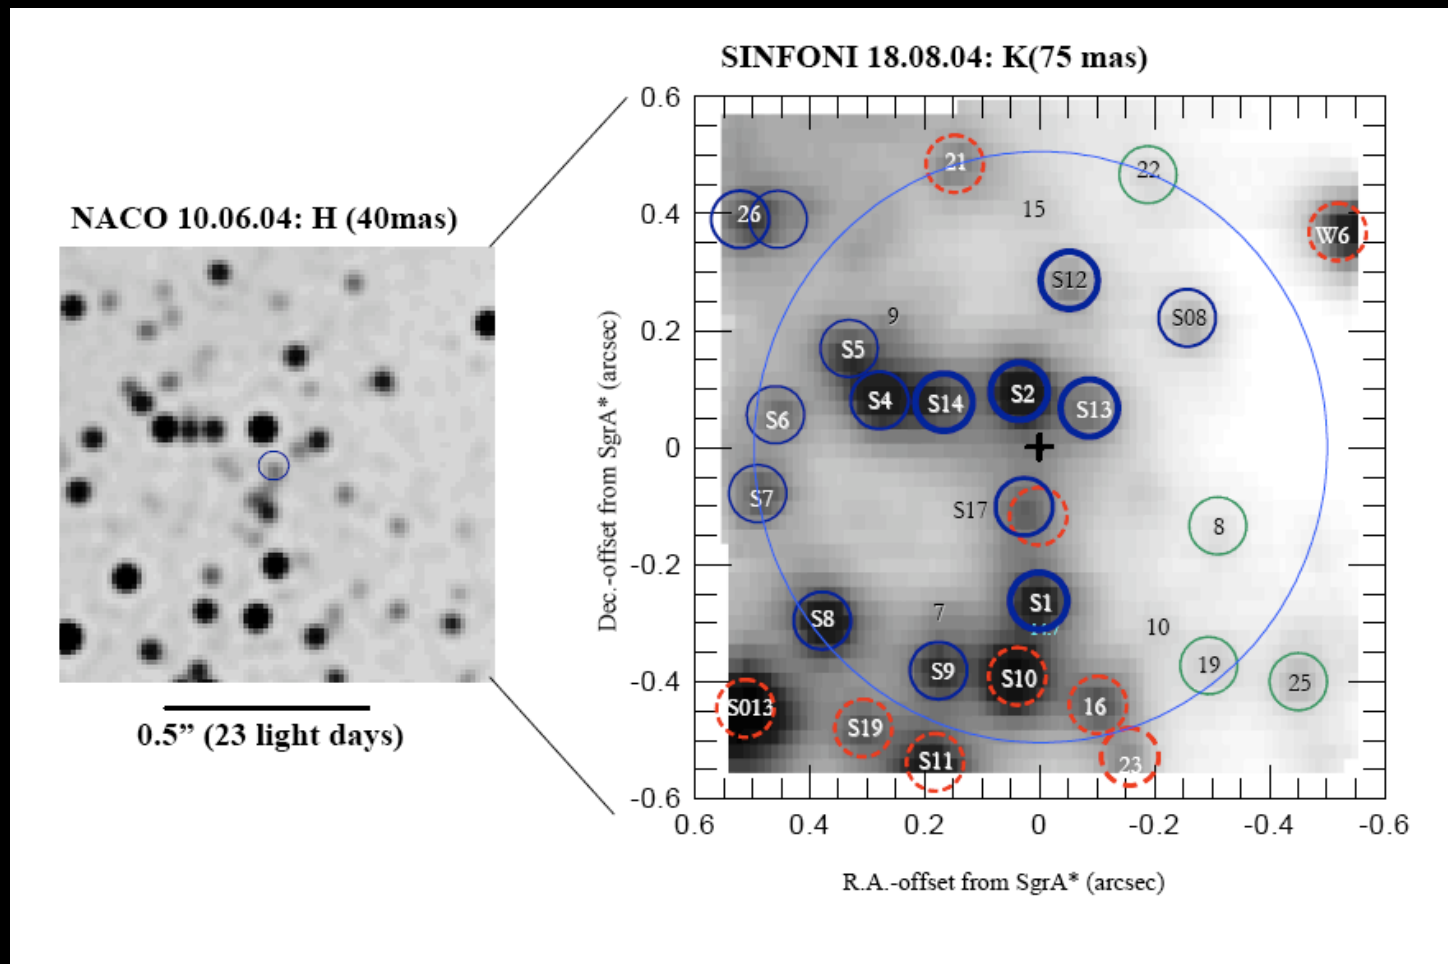 SINFONI 18.08.04: K(75 mas)
NACO 10.06.04: H (40mas)
0.5” (23 light days)
Dec.-offset from SgrA* (arcsec)
0.6
0.4
0.2
0
-0.2
-0.4
-0.6
21
22
15
26
W6
S12
S08
9
S5
S4
S14
S2
S13
S6
S7
S17
8
S1
S8
7
10
S9
S10
19
25
S013
16
S19
S11
23
0.6 0.4 0.2 0 -0.2 -0.4 -0.6
R.A.-offset from SgrA* (arcsec)